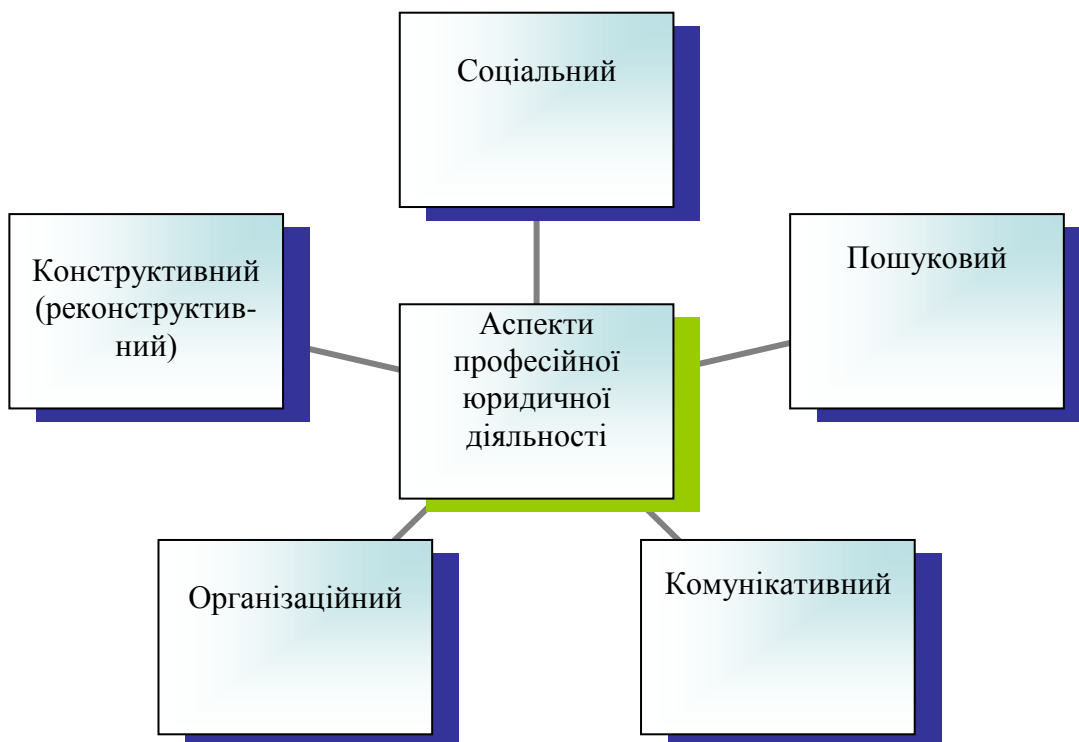 Соціальний
Конструктивний
(реконструктив-
ний)
Пошуковий
Аспекти
професійної
юридичної
діяльності
Організаційний
Комунікативний